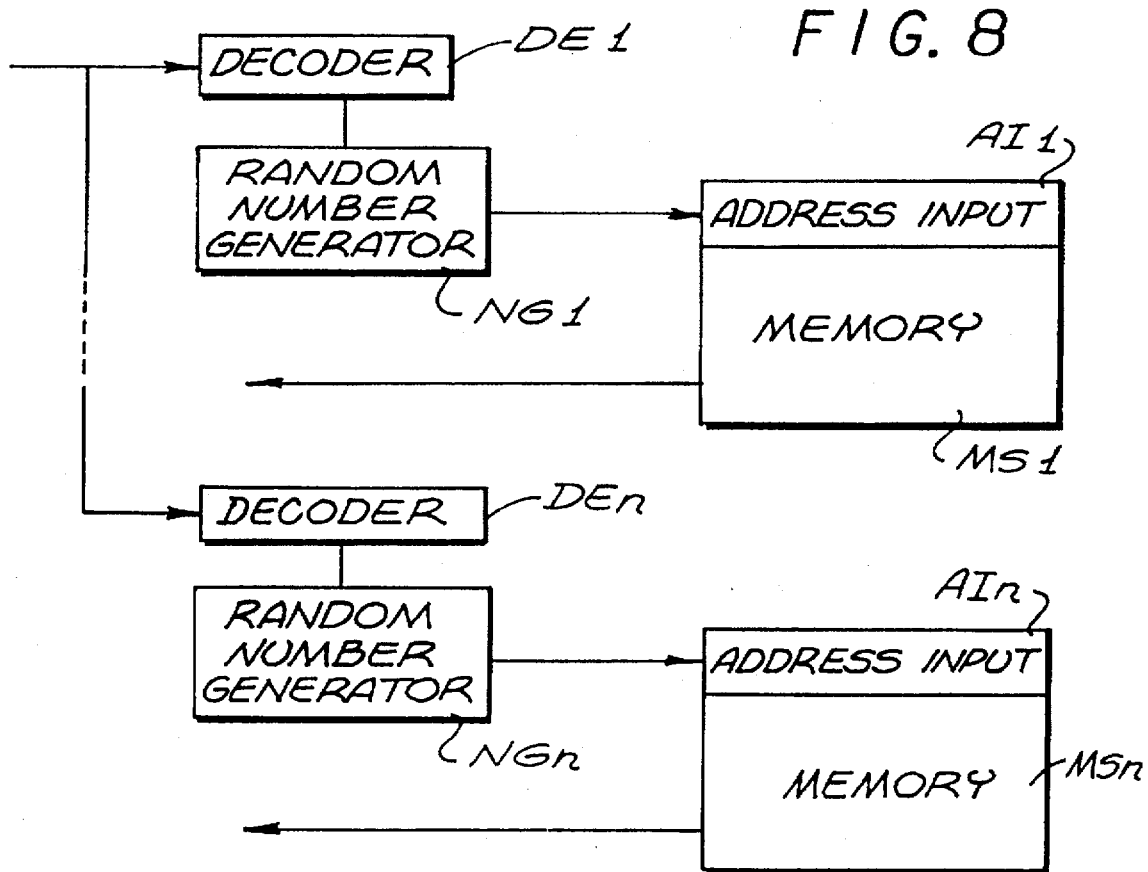 FIG. 8
DECODER
DE1
RANDOM
NUMBER
GENERATOR
NG1
AI1
ADDRESS INPUT
MEMORY
MS1
DECODER
DEn
RANDOM
NUMBER
GENERATOR
NGn
AIn
ADDRESS INPUT
MEMORY
MSn